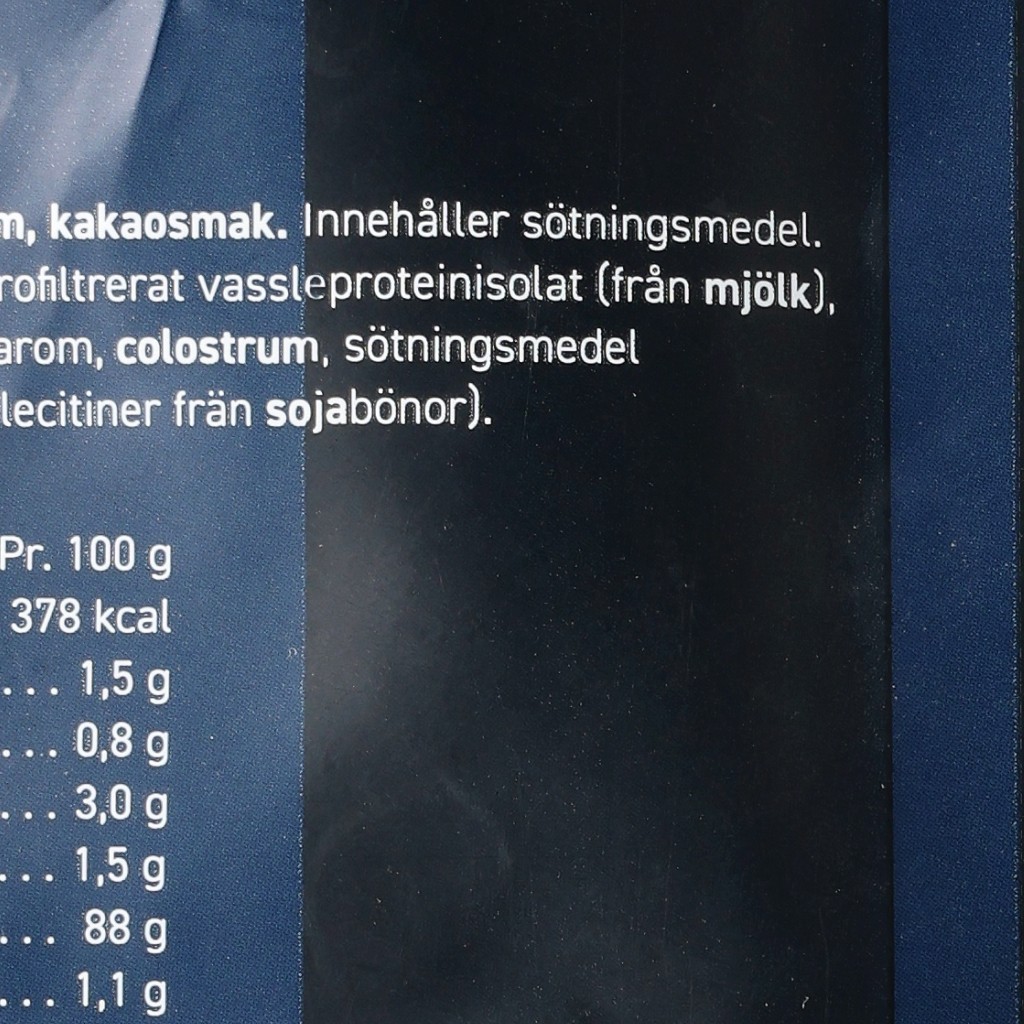 m, kakaosmak. Innehåller sötningsmedel.
rofiltrerat vassleproteinisolat (från mjölk),
arom, colostrum, sötningsmedel
lecitiner frän sojabönor).
Pr. 100 g
378 kcal
... 1,5 g
... 0,8 g
... 3,0 g
... 1,5 g
... 88 g
... 1,1 g